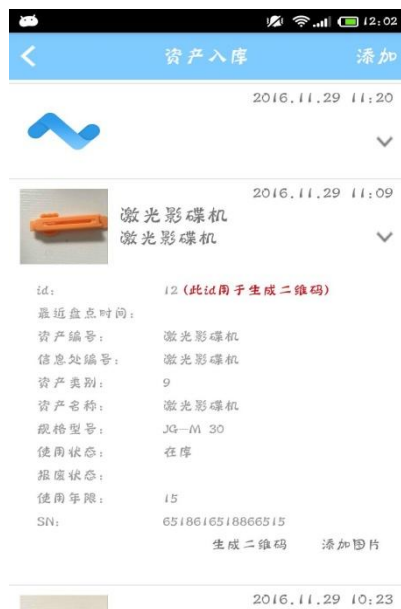 12:02
资产入库 添加
2016.11.29 11:20
2016.11.29 11:09
激光影碟机
激光影碟机
id: 12 (此id用于生成二维码)
最近盘点时间:
资产编号: 激光影碟机
信息处编号: 激光影碟机
资产类别: 9
资产名称: 激光影碟机
规格型号: JG—M 30
使用状态: 在库
报废状态:
使用年限: 15
SN: 6518616518866515
生成二维码 添加图片
2016.11.29 10:23